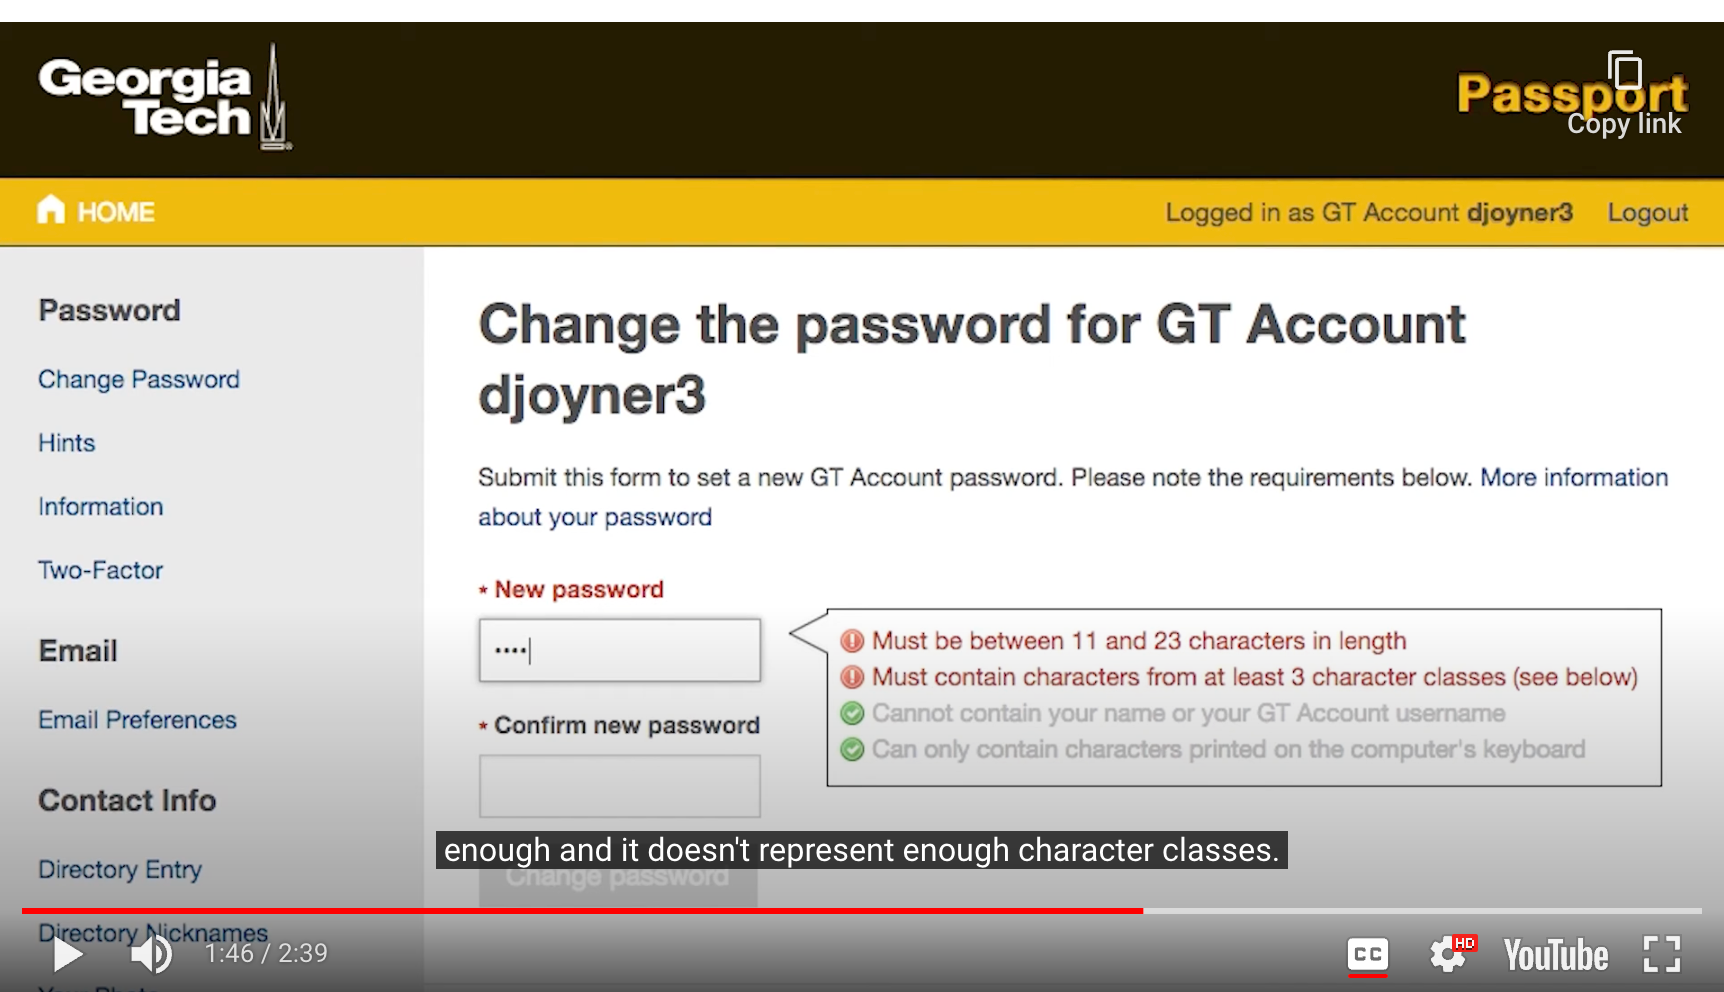 Georgia
Tech
Passport
Copy link
HOME
Logged in as GT Account djoyner3 Logout
Password
Change Password
Hints
Information
Two-Factor
Email
Email Preferences
Contact Info
Directory Entry
Directory Nicknames
Change the password for GT Account
djoyner3
Submit this form to set a new GT Account password. Please note the requirements below. More information
about your password
* New password
••••
Must be between 11 and 23 characters in length
Must contain characters from at least 3 character classes (see below)
Cannot contain your name or your GT Account username
Can only contain characters printed on the computer's keyboard
* Confirm new password
enough and it doesn't represent enough character classes.
Change password
1:46 / 2:39
CC
HD
YouTube